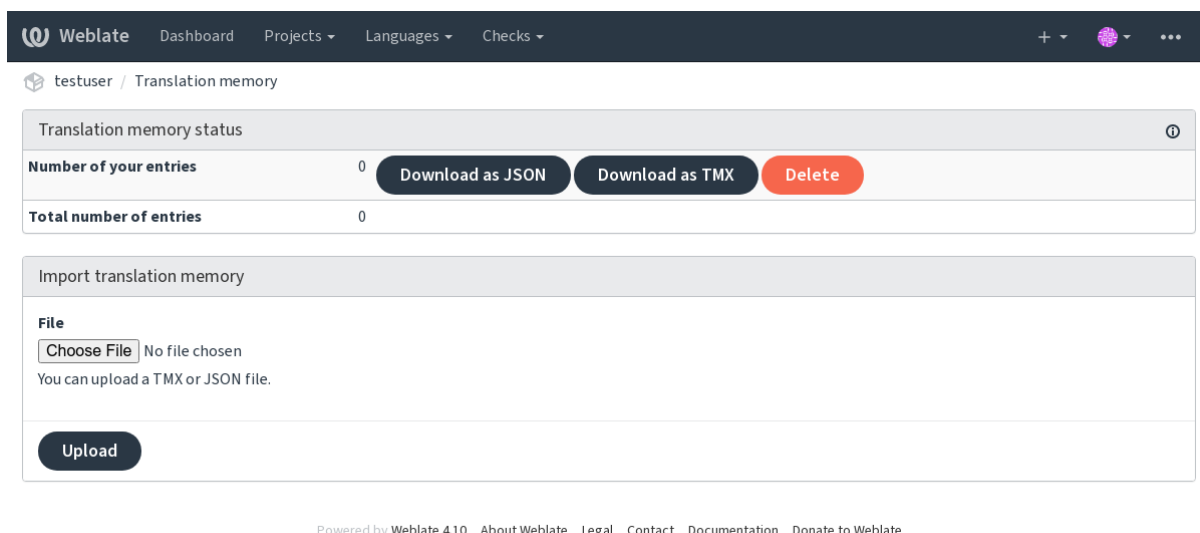 Weblate Dashboard Projects Languages Checks
testuser / Translation memory
Translation memory status
Number of your entries 0 Download as JSON Download as TMX Delete
Total number of entries 0
Import translation memory
File
Choose File No file chosen
You can upload a TMX or JSON file.
Upload
Powered by Weblate 4.10 About Weblate Legal Contact Documentation Donate to Weblate